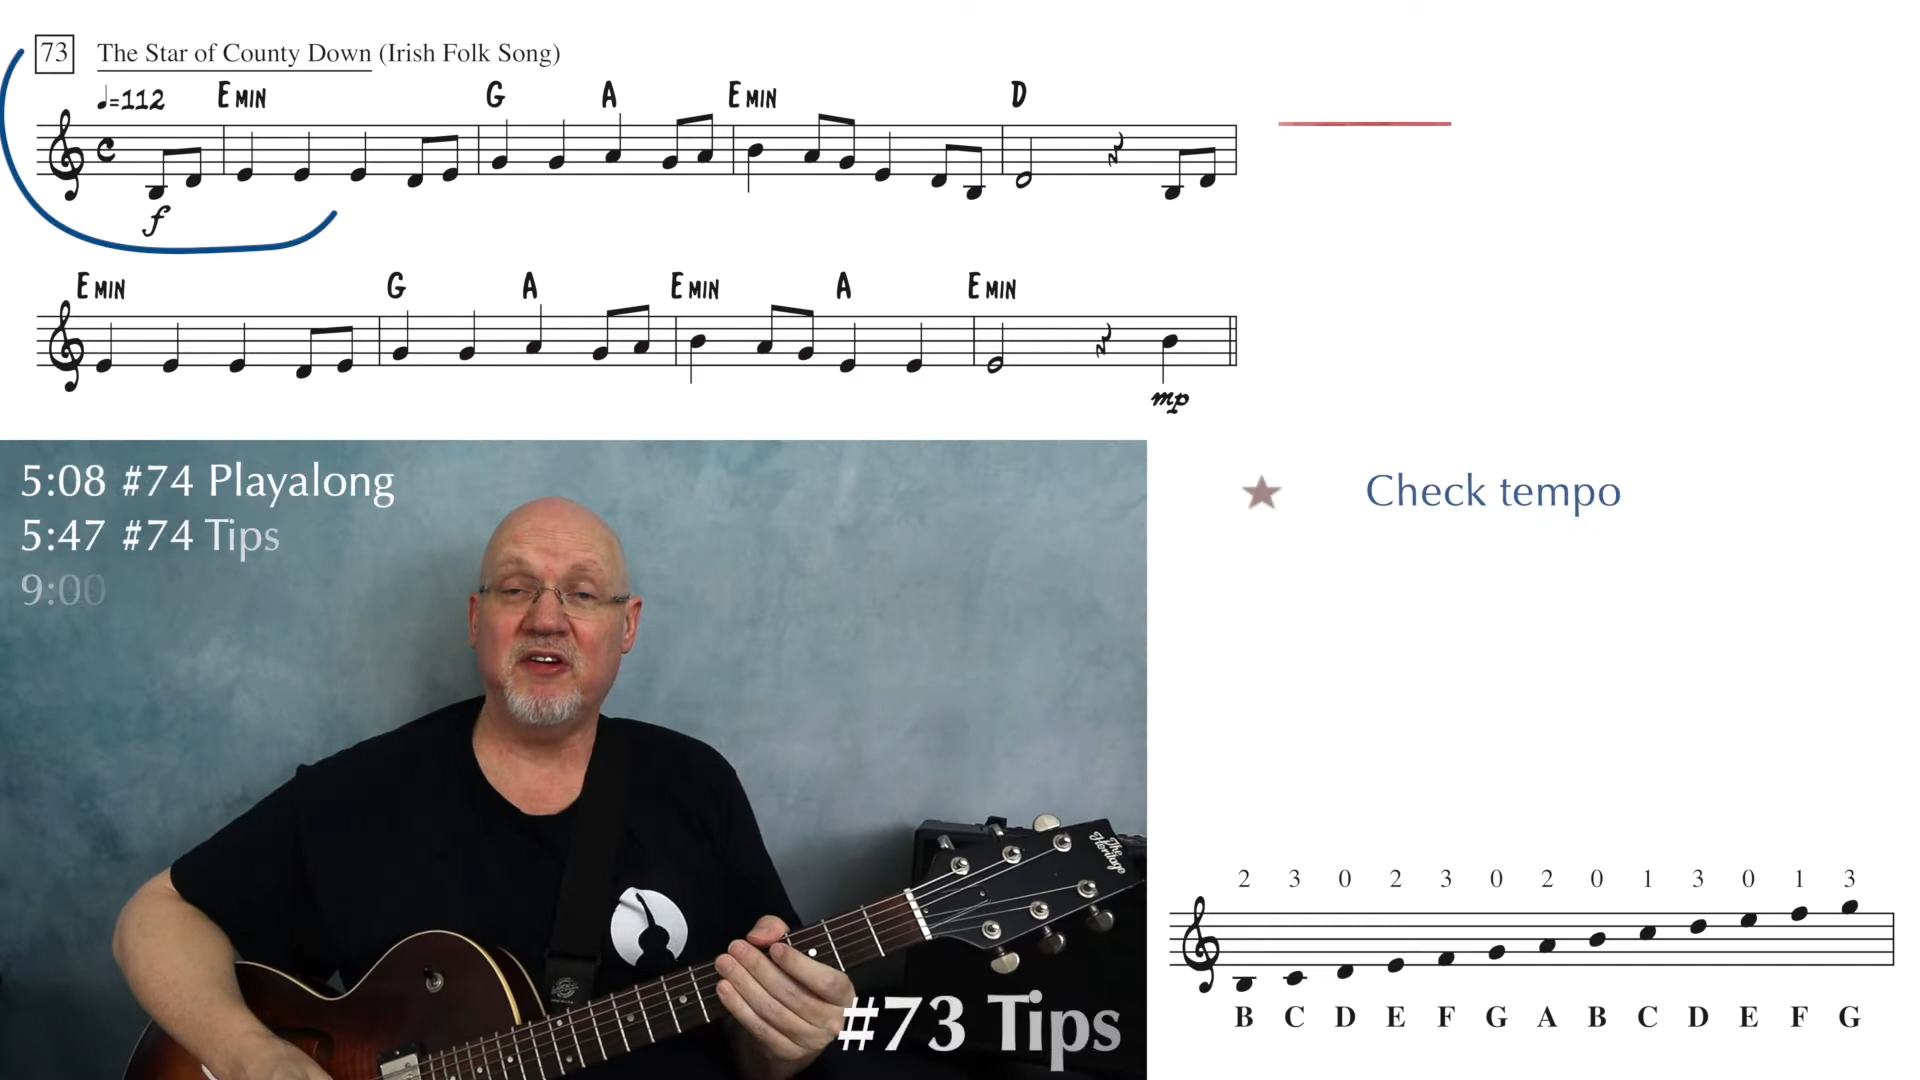 73 The Star of County Down (Irish Folk Song)
♩=112 E MIN G A E MIN D
f
E MIN G A E MIN A E MIN
mp
5:08 #74 Playalong
5:47 #74 Tips
9:00
The Heritage
#73 Tips
★ Check tempo
2 3 0 2 3 0 2 0 1 3 0 1 3
B C D E F G A B C D E F G